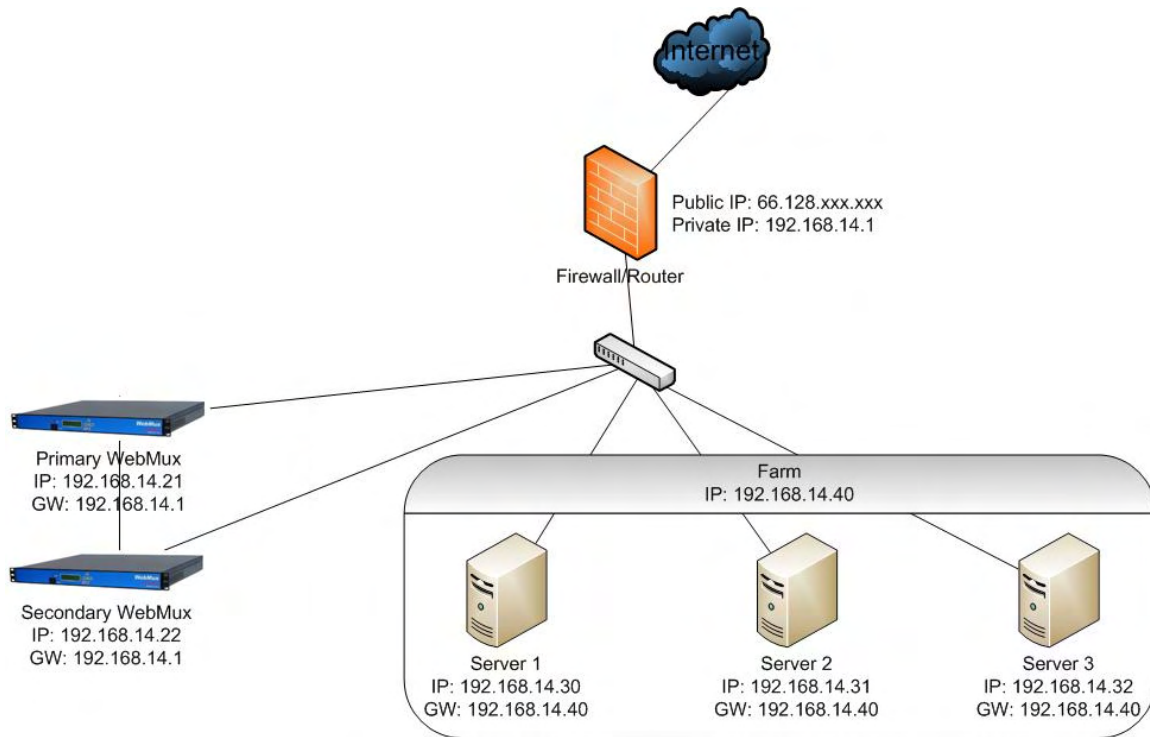 Internet
Public IP: 66.128.xxx.xxx
Private IP: 192.168.14.1
Firewall/Router
WebMux
Primary WebMux
IP: 192.168.14.21
GW: 192.168.14.1
WebMux
Secondary WebMux
IP: 192.168.14.22
GW: 192.168.14.1
Farm
IP: 192.168.14.40
Server 1
IP: 192.168.14.30
GW: 192.168.14.40
Server 2
IP: 192.168.14.31
GW: 192.168.14.40
Server 3
IP: 192.168.14.32
GW: 192.168.14.40